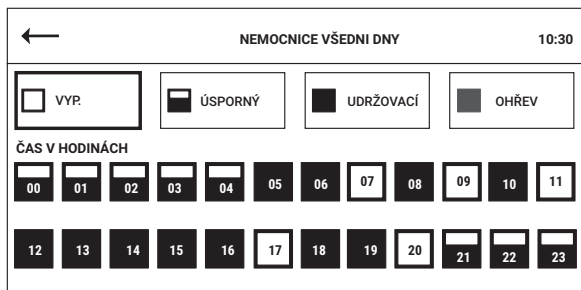 NEMOCNICE VŠEDNI DNY 10:30
VYP. ÚSPORNÝ UDRŽOVACÍ OHŘEV
ČAS V HODINÁCH
00 01 02 03 04 05 06 07 08 09 10 11
12 13 14 15 16 17 18 19 20 21 22 23